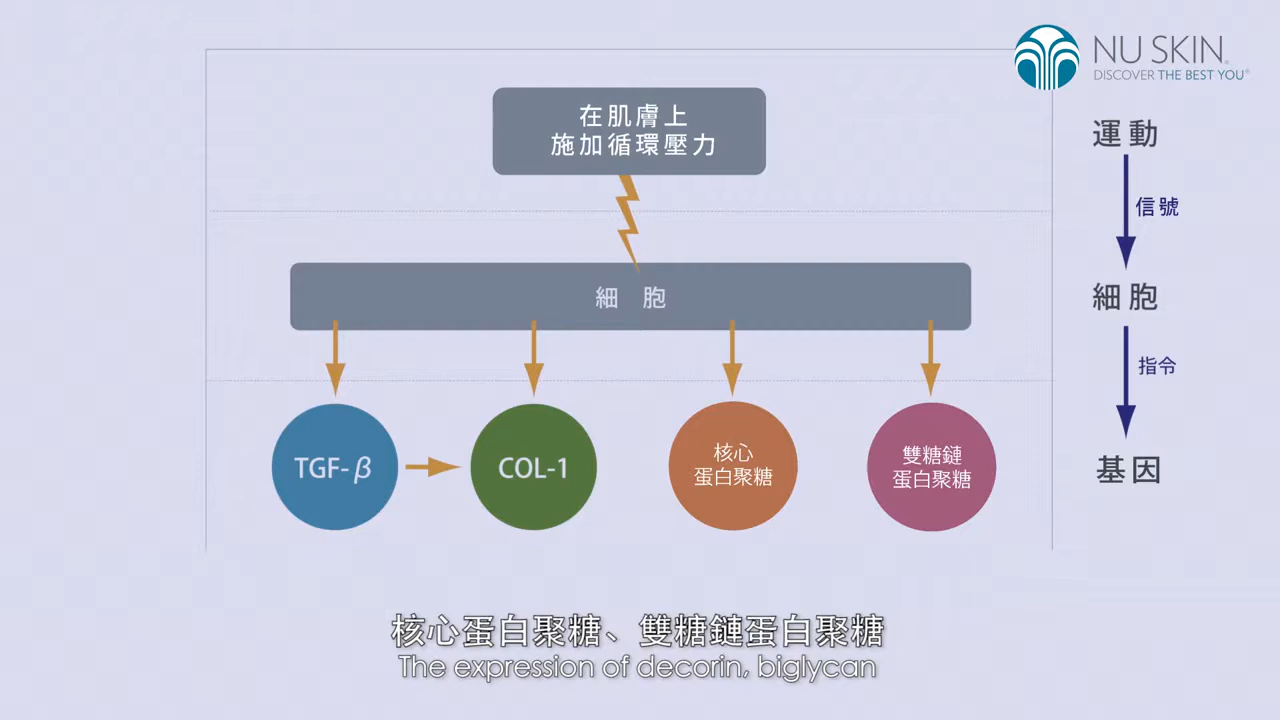 NU SKIN®
DISCOVER THE BEST YOU®
在肌膚上
施加循環壓力
運動
信號
細 胞
細胞
指令
TGF-β
COL-1
核心
蛋白聚糖
雙糖鏈
蛋白聚糖
基因
核心蛋白聚糖、雙糖鏈蛋白聚糖
The expression of decorin, biglycan